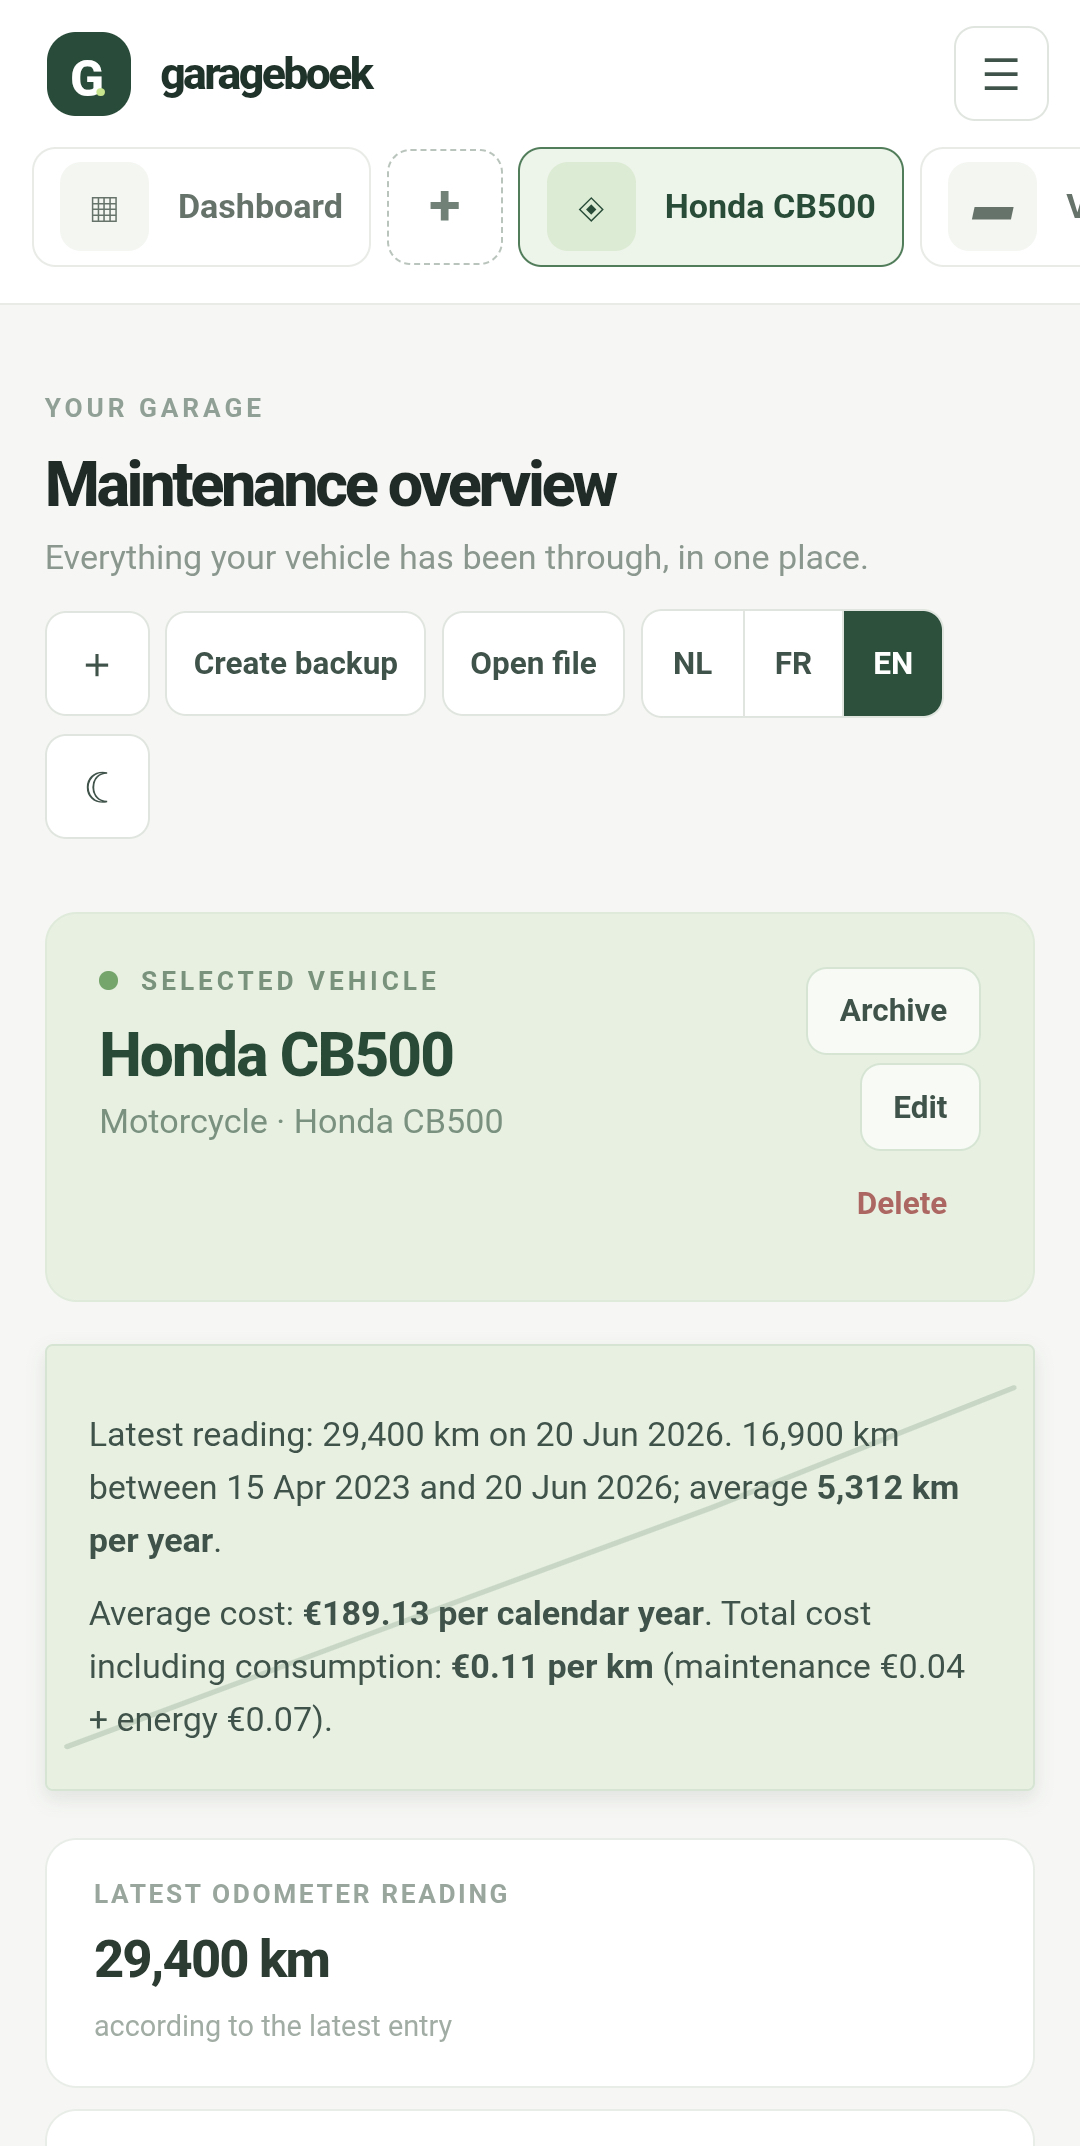 G.
garageboek
☰
Dashboard
+
Honda CB500
YOUR GARAGE
Maintenance overview
Everything your vehicle has been through, in one place.
+
Create backup
Open file
NL
FR
EN
SELECTED VEHICLE
Honda CB500
Motorcycle · Honda CB500
Archive
Edit
Delete
Latest reading: 29,400 km on 20 Jun 2026. 16,900 km
between 15 Apr 2023 and 20 Jun 2026; average 5,312 km
per year.
Average cost: €189.13 per calendar year. Total cost
including consumption: €0.11 per km (maintenance €0.04
+ energy €0.07).
LATEST ODOMETER READING
29,400 km
according to the latest entry